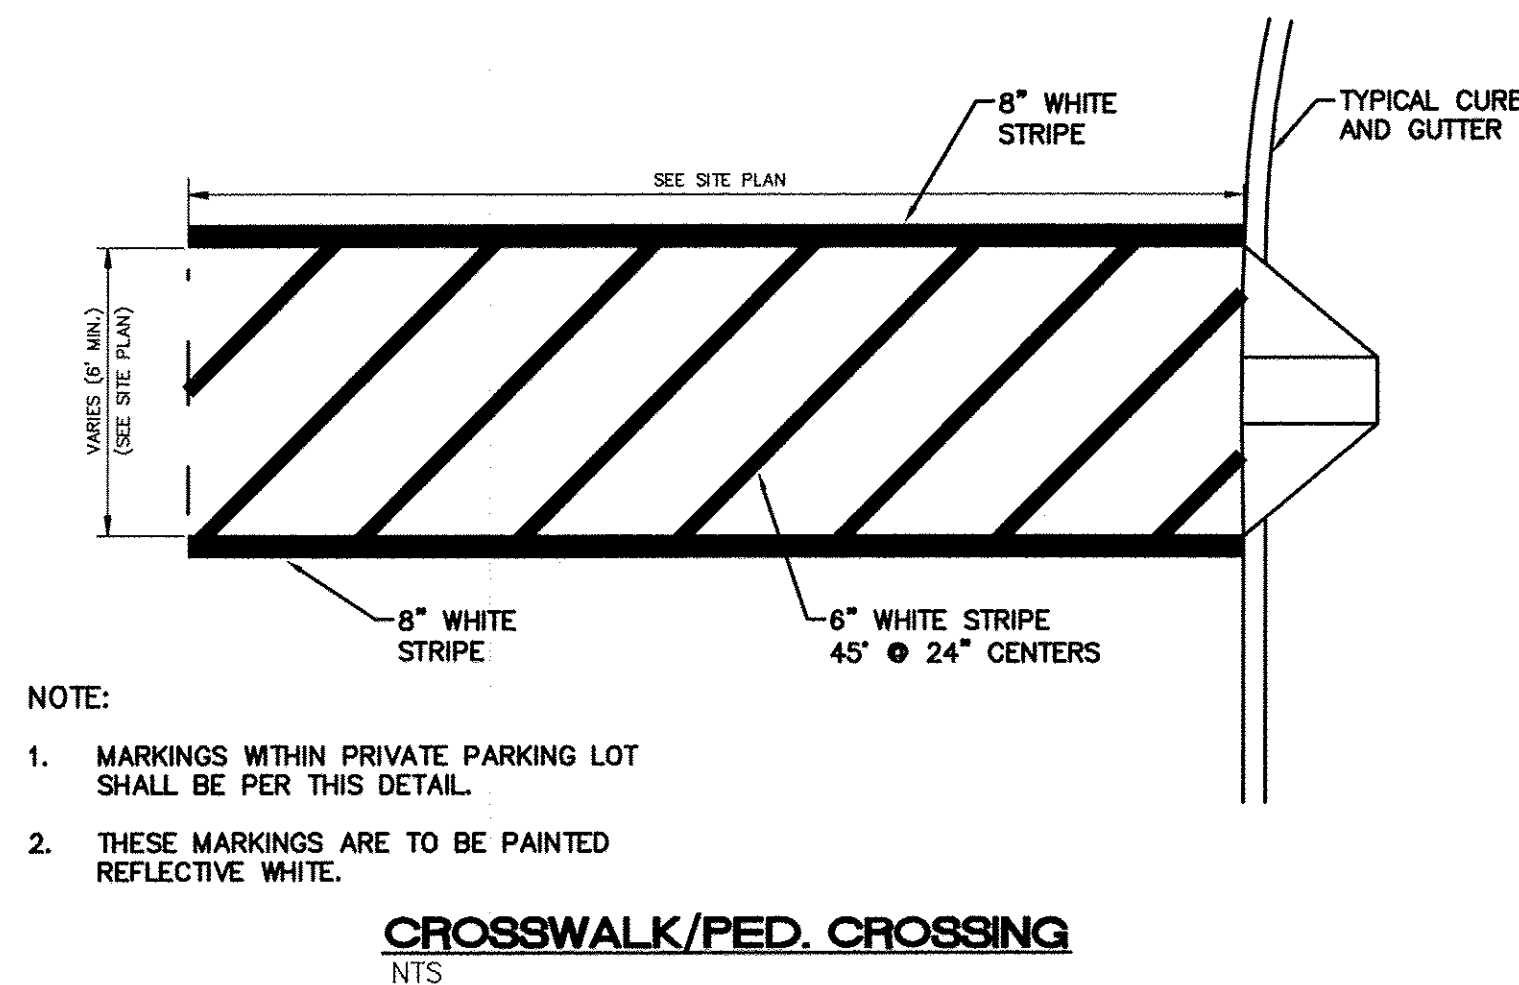 8" WHITE
STRIPE
TYPICAL CURB
AND GUTTER
SEE SITE PLAN
VARIES (6' MIN.)
(SEE SITE PLAN)
8" WHITE
STRIPE
6" WHITE STRIPE
45° @ 24" CENTERS
NOTE:
1. MARKINGS WITHIN PRIVATE PARKING LOT
SHALL BE PER THIS DETAIL.
2. THESE MARKINGS ARE TO BE PAINTED
REFLECTIVE WHITE.
CROSSWALK/PED. CROSSING
NTS